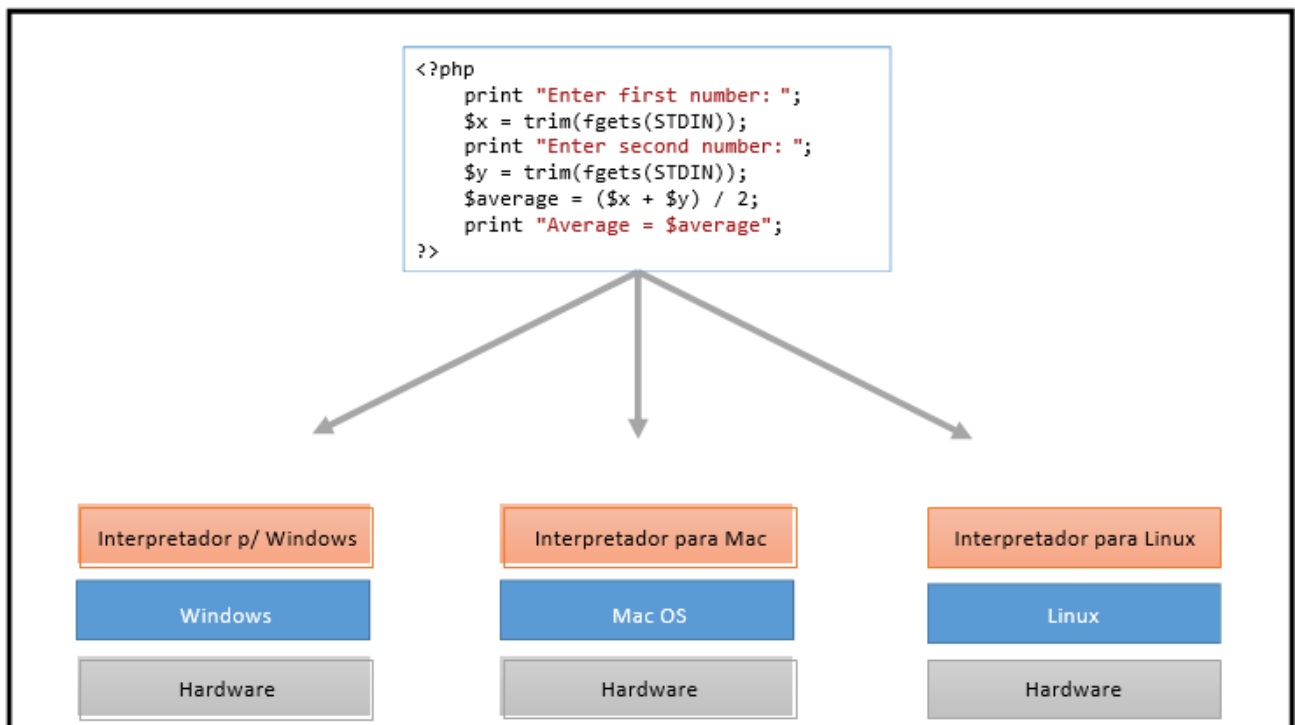 <?php
    print "Enter first number: ";
    $x = trim(fgets(STDIN));
    print "Enter second number: ";
    $y = trim(fgets(STDIN));
    $average = ($x + $y) / 2;
    print "Average = $average";
?>
Interpretador p/ Windows
Interpretador para Mac
Interpretador para Linux
Windows
Mac OS
Linux
Hardware
Hardware
Hardware